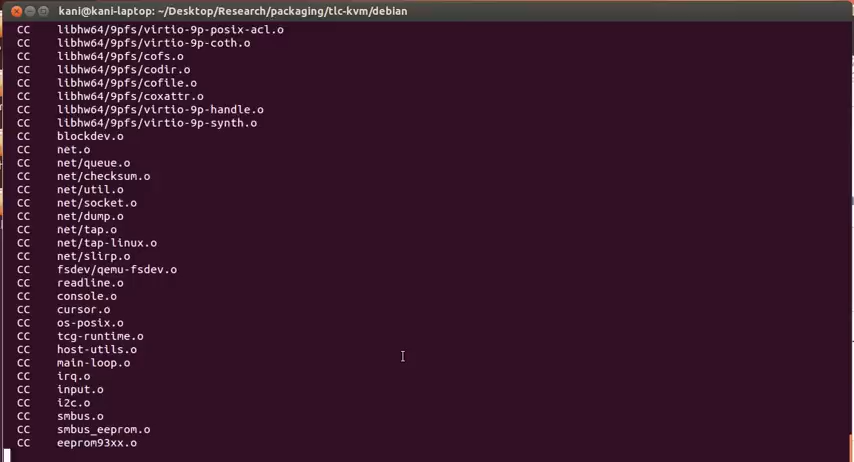 kani@kani-laptop: ~/Desktop/Research/packaging/tlc-kvm/debian
CC libhw64/9pfs/virtio-9p-posix-acl.o
CC libhw64/9pfs/virtio-9p-coth.o
CC libhw64/9pfs/cofs.o
CC libhw64/9pfs/codir.o
CC libhw64/9pfs/cofile.o
CC libhw64/9pfs/coxattr.o
CC libhw64/9pfs/virtio-9p-handle.o
CC libhw64/9pfs/virtio-9p-synth.o
CC blockdev.o
CC net.o
CC net/queue.o
CC net/checksum.o
CC net/util.o
CC net/socket.o
CC net/dump.o
CC net/tap.o
CC net/tap-linux.o
CC net/slirp.o
CC fsdev/qemu-fsdev.o
CC readline.o
CC console.o
CC cursor.o
CC os-posix.o
CC tcg-runtime.o
CC host-utils.o
CC main-loop.o
CC irq.o
CC input.o
CC i2c.o
CC smbus.o
CC smbus_eeprom.o
CC eeprom93xx.o